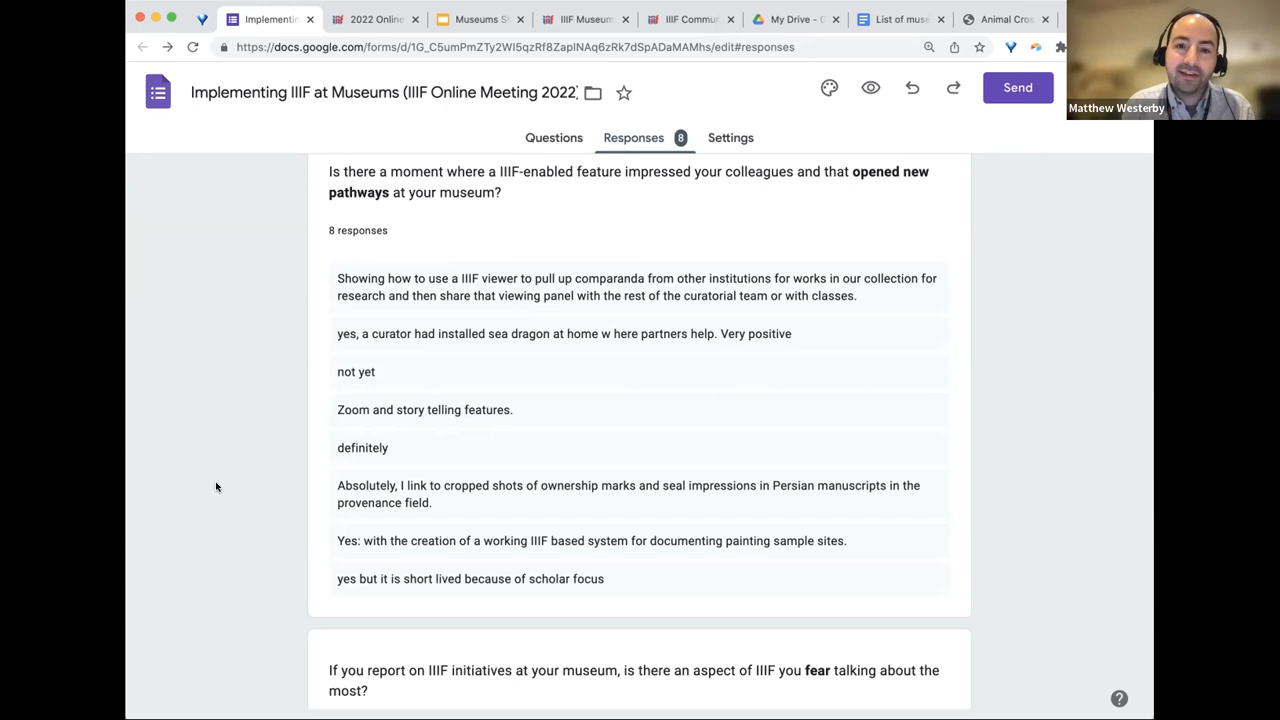 Implementin
2022 Online
Museums S
IIIF Museum
IIIF Commu
My Drive - G
List of muse
Animal Cros
https://docs.google.com/forms/d/1G_C5umPmZTy2Wl5qzRf8ZaplNAq6zRk7dSpADaMAMhs/edit#responses
Implementing IIIF at Museums (IIIF Online Meeting 2022)
Send
Matthew Westerby
Questions
Responses 8
Settings
Is there a moment where a IIIF-enabled feature impressed your colleagues and that opened new
pathways at your museum?
8 responses
Showing how to use a IIIF viewer to pull up comparanda from other institutions for works in our collection for
research and then share that viewing panel with the rest of the curatorial team or with classes.
yes, a curator had installed sea dragon at home w here partners help. Very positive
not yet
Zoom and story telling features.
definitely
Absolutely, I link to cropped shots of ownership marks and seal impressions in Persian manuscripts in the
provenance field.
Yes: with the creation of a working IIIF based system for documenting painting sample sites.
yes but it is short lived because of scholar focus
If you report on IIIF initiatives at your museum, is there an aspect of IIIF you fear talking about the
most?